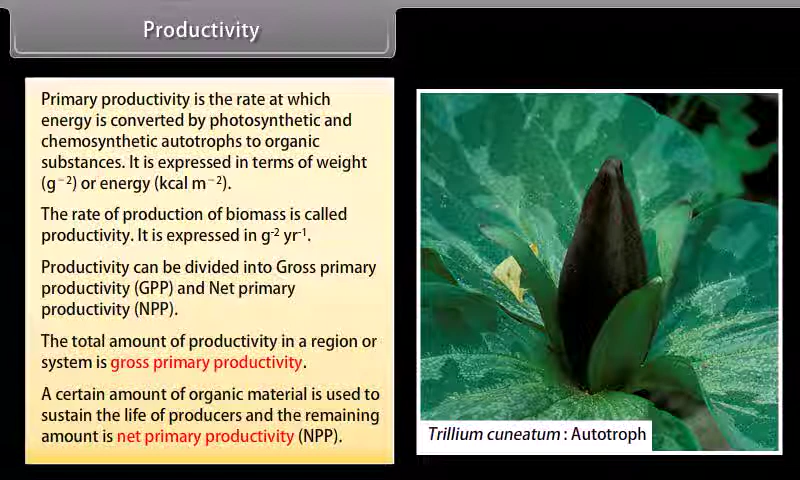 Productivity
Primary productivity is the rate at which
energy is converted by photosynthetic and
chemosynthetic autotrophs to organic
substances. It is expressed in terms of weight
(g⁻²) or energy (kcal m⁻²).
The rate of production of biomass is called
productivity. It is expressed in g⁻² yr⁻¹.
Productivity can be divided into Gross primary
productivity (GPP) and Net primary
productivity (NPP).
The total amount of productivity in a region or
system is gross primary productivity.
A certain amount of organic material is used to
sustain the life of producers and the remaining
amount is net primary productivity (NPP).
Trillium cuneatum : Autotroph